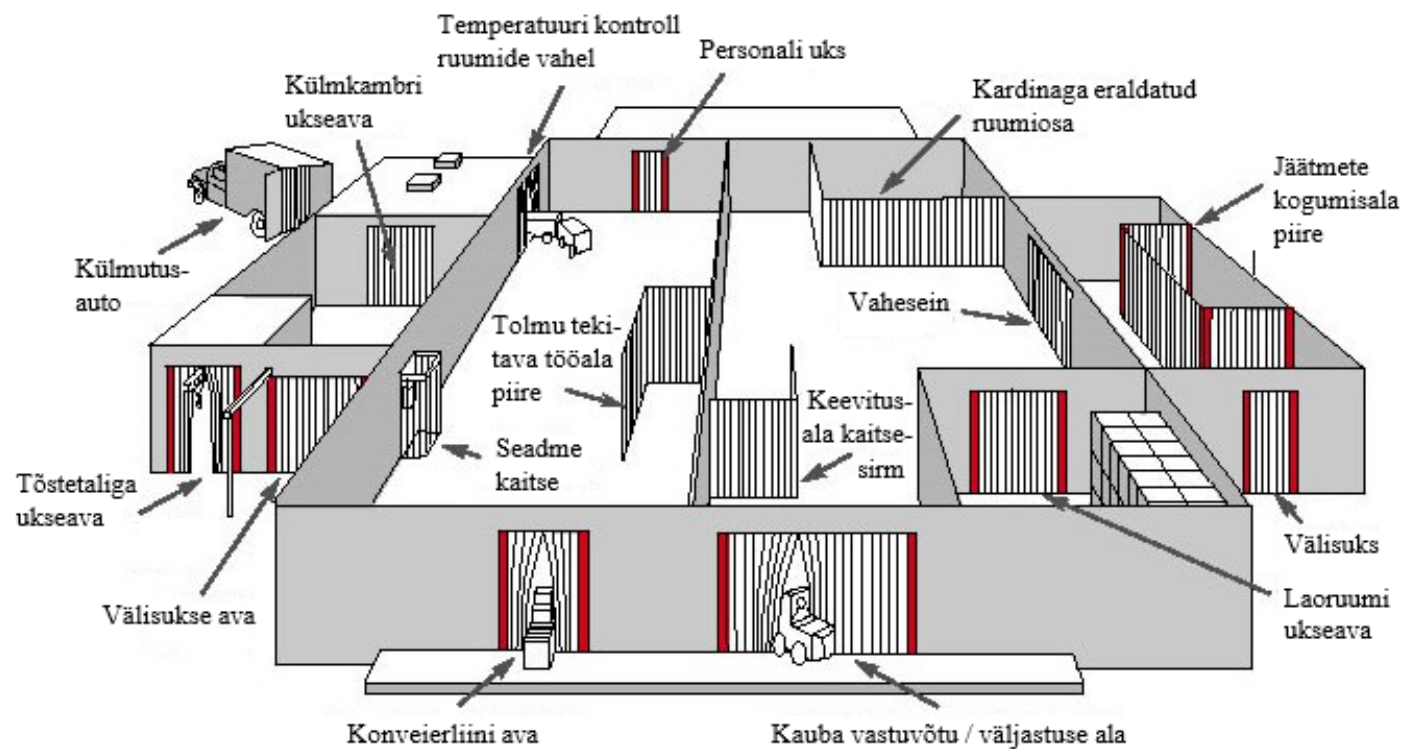 Temperatuuri kontroll
ruumide vahel
Personali uks
Külmkambri
ukseava
Kardinaga eraldatud
ruumiosa
Jäätmete
kogumisala
piire
Külmutus-
auto
Vahesein
Tolmu teki-
tava tööala
piire
Keevitus-
ala kaitse-
sirm
Seadme
kaitse
Tõstetaliga
ukseava
Välisuks
Välisukse ava
Laoruumi
ukseava
Konveierliini ava
Kauba vastuvõtu / väljastuse ala